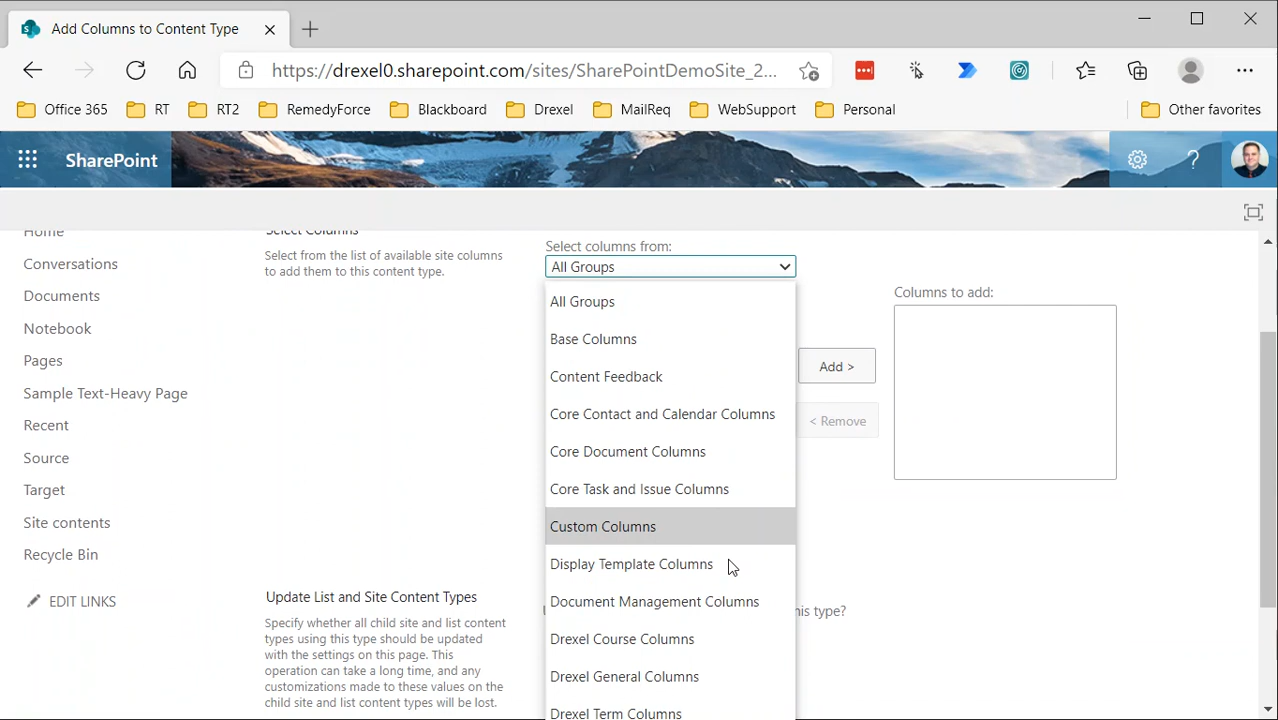 Add Columns to Content Type
https://drexel0.sharepoint.com/sites/SharePointDemoSite_2...
Office 365
RT
RT2
RemedyForce
Blackboard
Drexel
MailReq
WebSupport
Personal
Other favorites
SharePoint
?
Home
Conversations
Documents
Notebook
Pages
Sample Text-Heavy Page
Recent
Source
Target
Site contents
Recycle Bin
EDIT LINKS
Select Columns
Select from the list of available site columns
to add them to this content type.
Select columns from:
All Groups
All Groups
Base Columns
Content Feedback
Core Contact and Calendar Columns
Core Document Columns
Core Task and Issue Columns
Custom Columns
Display Template Columns
Document Management Columns
Drexel Course Columns
Drexel General Columns
Drexel Term Columns
Add >
< Remove
Columns to add:
Update List and Site Content Types
Specify whether all child site and list content
types using this type should be updated
with the settings on this page. This
operation can take a long time, and any
customizations made to these values on the
child site and list content types will be lost.
his type?